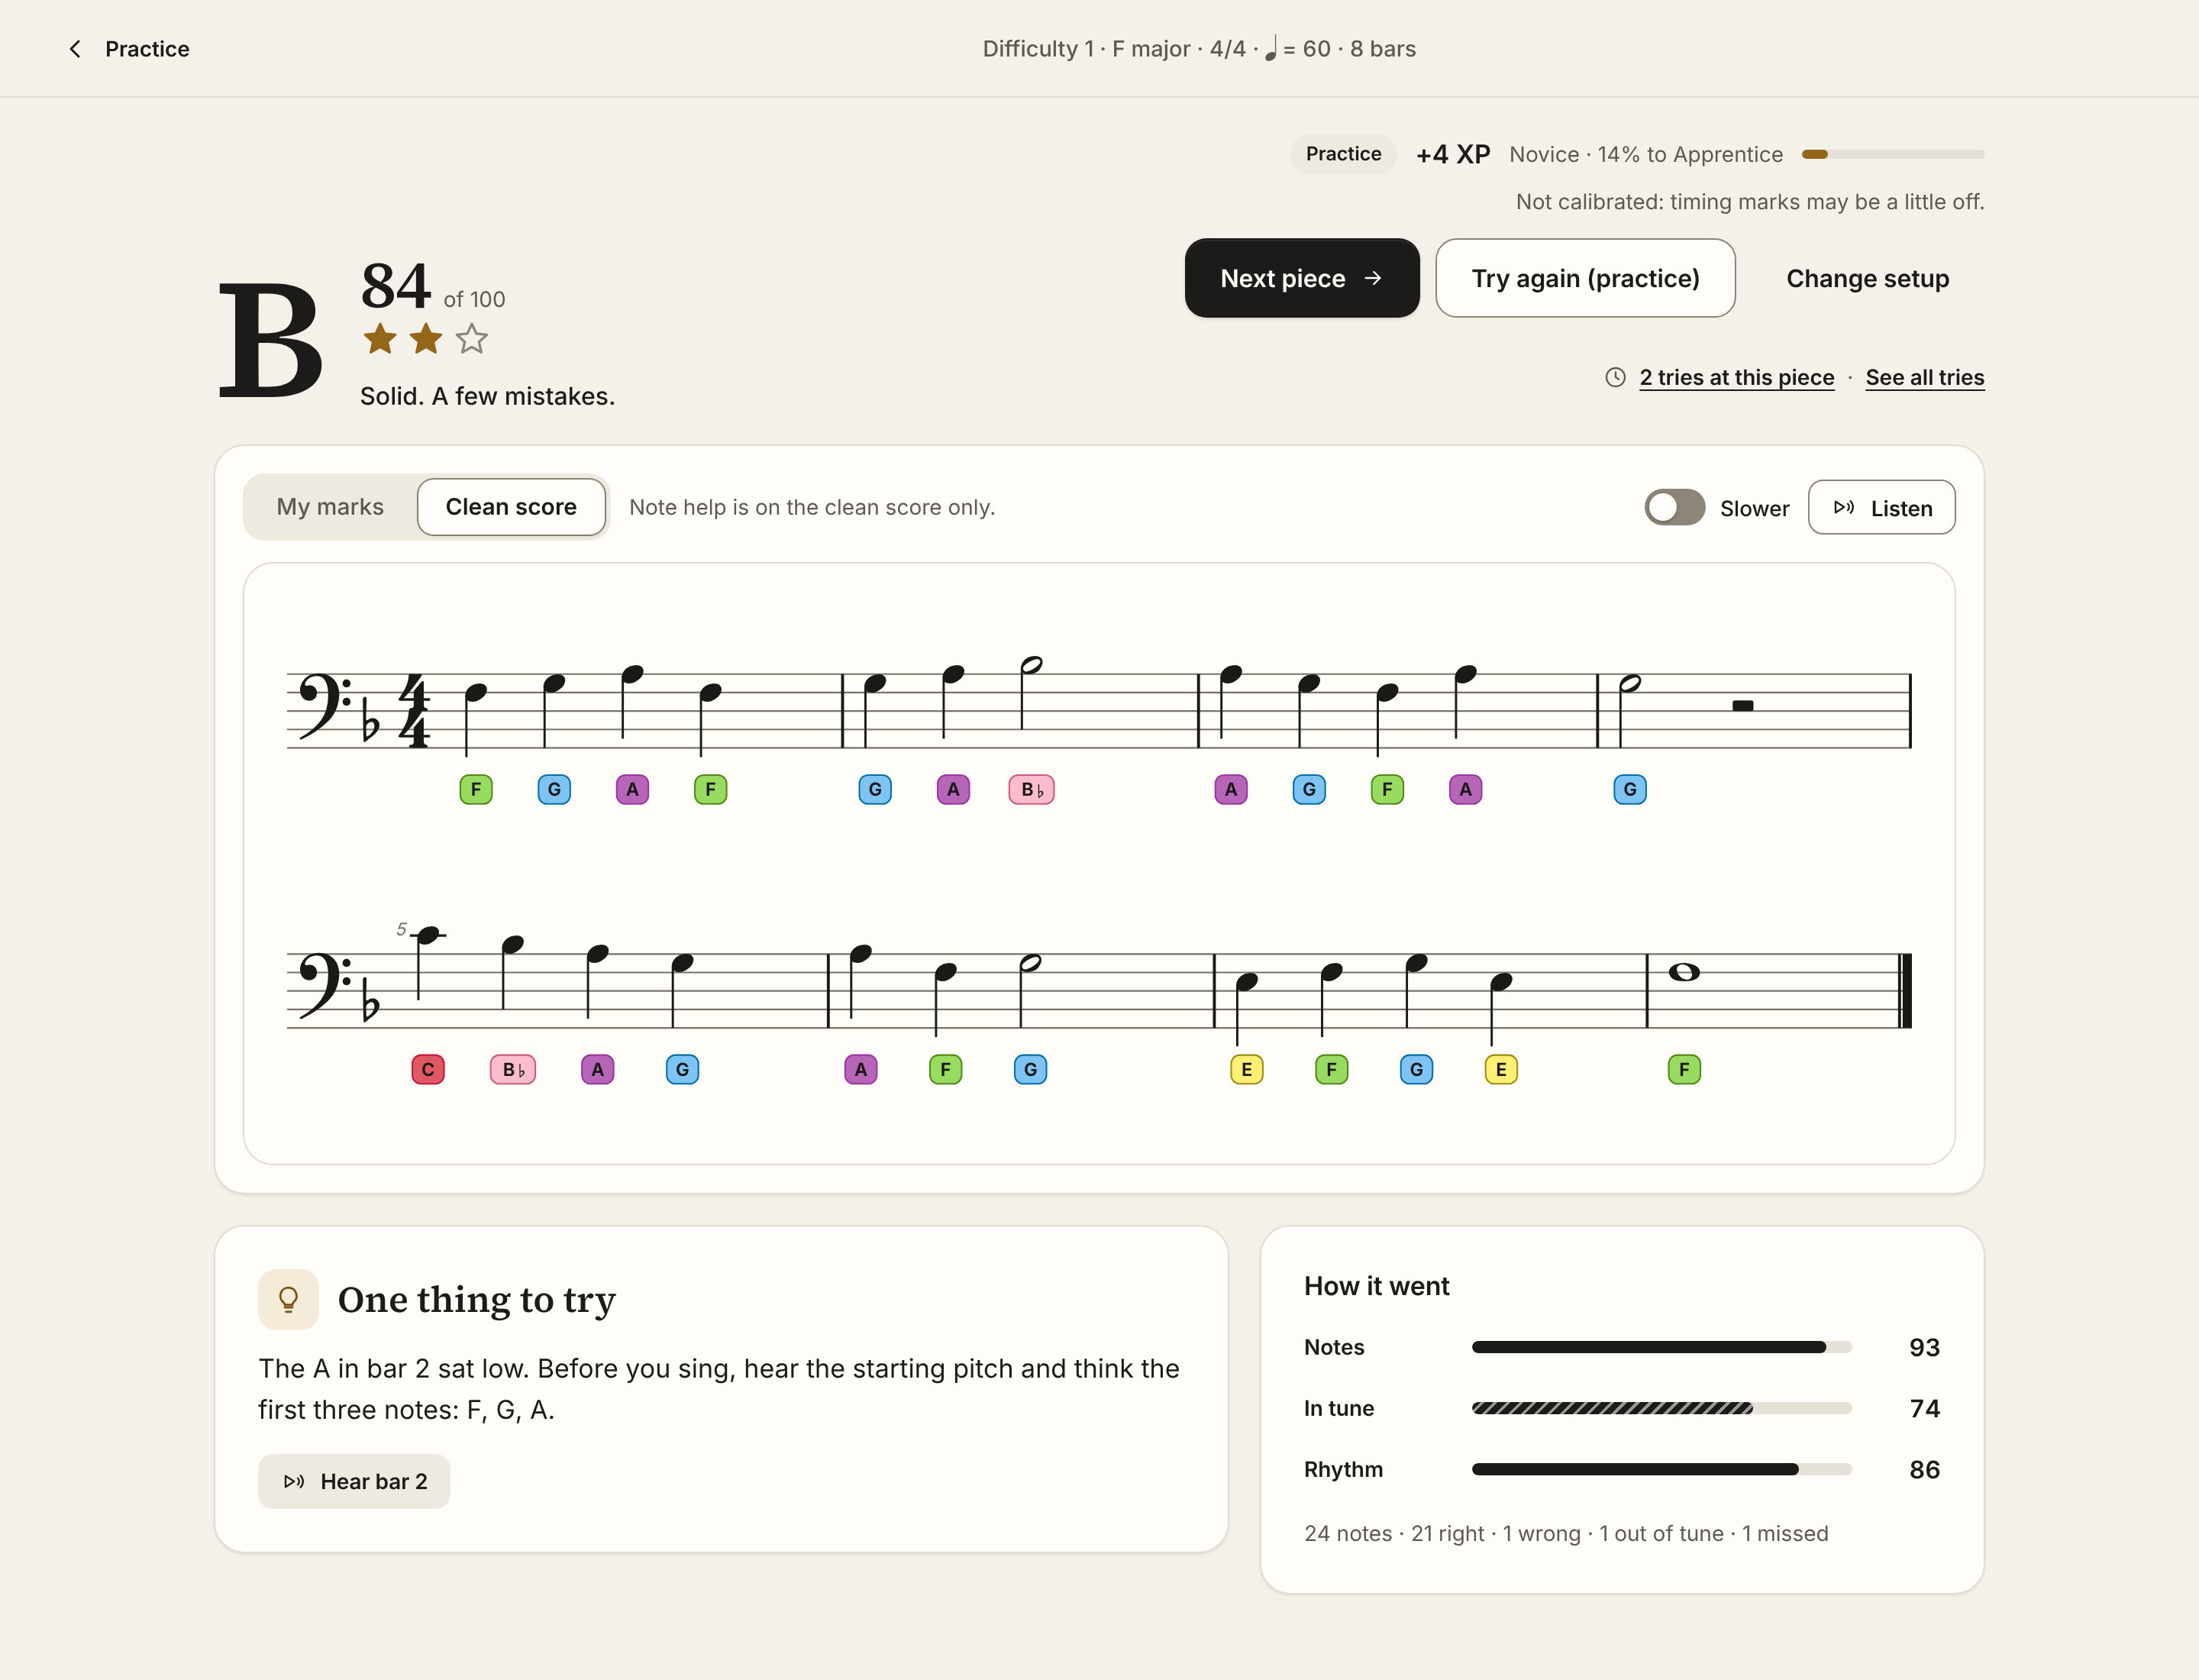 Practice
Difficulty 1 · F major · 4/4 · ♩ = 60 · 8 bars
Practice +4 XP Novice · 14% to Apprentice
Not calibrated: timing marks may be a little off.
Next piece → Try again (practice) Change setup
B 84 of 100
Solid. A few mistakes.
2 tries at this piece · See all tries
My marks Clean score Note help is on the clean score only. Slower Listen
4
4
F G A F G A B♭ A G F A G
5
C B♭ A G A F G E F G E F
One thing to try
The A in bar 2 sat low. Before you sing, hear the starting pitch and think the
first three notes: F, G, A.
Hear bar 2
How it went
Notes 93
In tune 74
Rhythm 86
24 notes · 21 right · 1 wrong · 1 out of tune · 1 missed